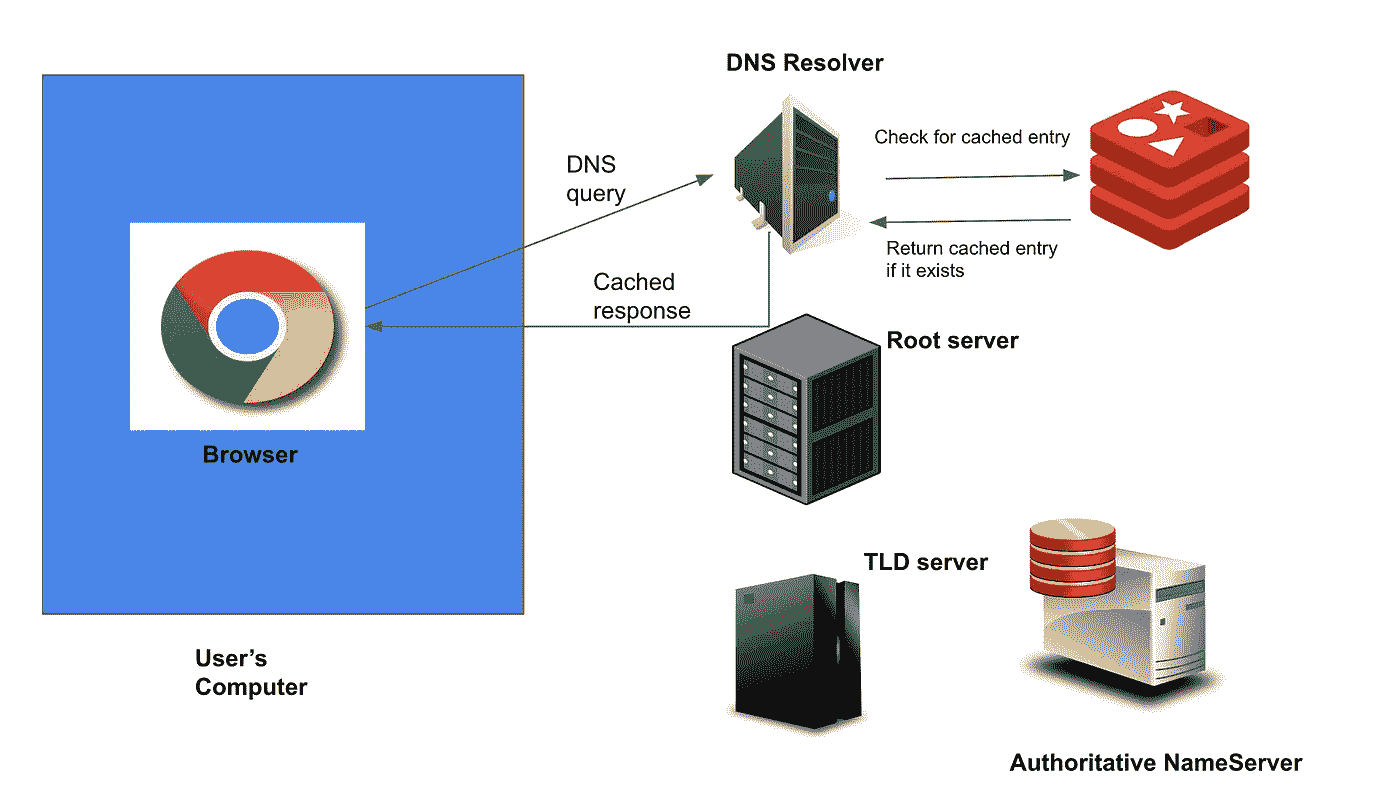 DNS Resolver
Check for cached entry
DNS
query
Return cached entry
if it exists
Cached
response
Root server
Browser
TLD server
User’s
Computer
Authoritative NameServer